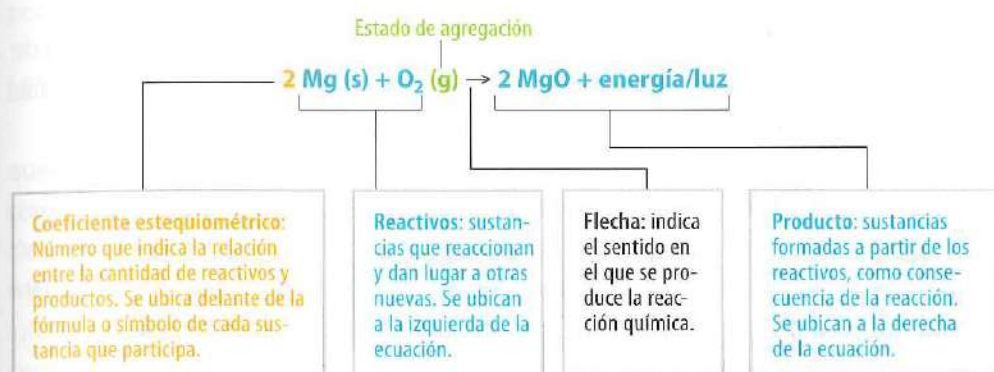 Estado de agregación
2 Mg (s) + O₂ (g) → 2 MgO + energía/luz
Coeficiente estequiométrico:
Número que indica la relación
entre la cantidad de reactivos y
productos. Se ubica delante de la
fórmula o símbolo de cada sus-
tancia que participa.
Reactivos: sustan-
cias que reaccionan
y dan lugar a otras
nuevas. Se ubican
a la izquierda de la
ecuación.
Flecha: indica
el sentido en
el que se pro-
duce la reac-
ción química.
Producto: sustancias
formadas a partir de los
reactivos, como conse-
cuencia de la reacción.
Se ubican a la derecha
de la ecuación.